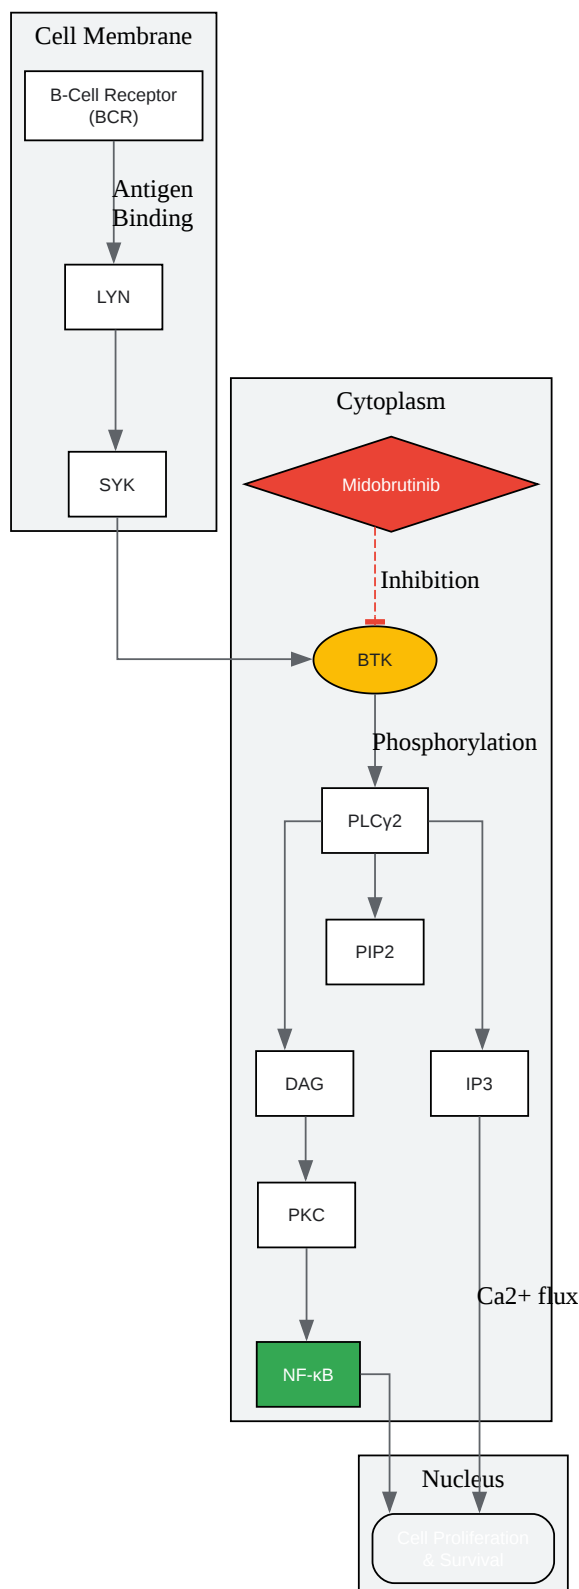 Cell Membrane
B-Cell Receptor
(BCR)
Antigen
Binding
LYN
SYK
Cytoplasm
Midobrutinib
Inhibition
BTK
Phosphorylation
PLCγ2
PIP2
DAG
IP3
PKC
Ca2+ flux
NF-κB
Nucleus
Cell Proliferation
& Survival